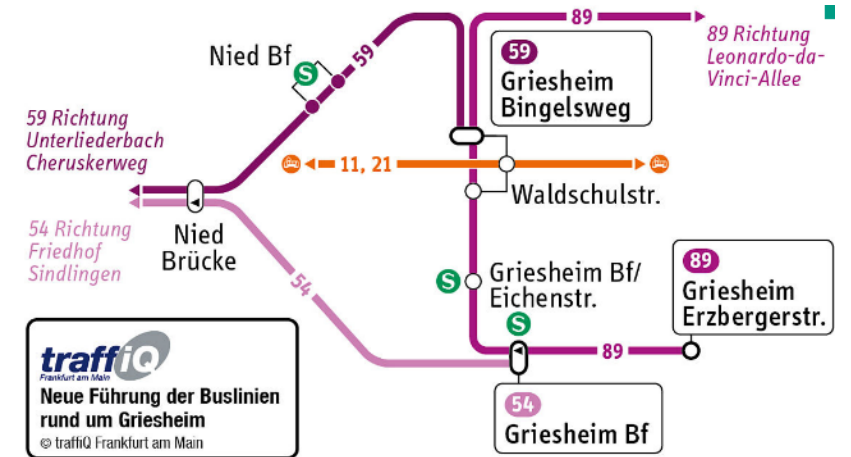 89
89 Richtung
Leonardo-da-
Vinci-Allee
59
Griesheim
Bingelsweg
Nied Bf
S
59
59 Richtung
Unterliederbach
Cheruskerweg
11, 21
Waldschulstr.
54 Richtung
Friedhof
Sindlingen
Nied
Brücke
54
S
Griesheim Bf/
Eichenstr.
S
89
Griesheim
Erzbergerstr.
89
54
Griesheim Bf
traffiQ
Frankfurt am Main
Neue Führung der Buslinien
rund um Griesheim
© traffiQ Frankfurt am Main